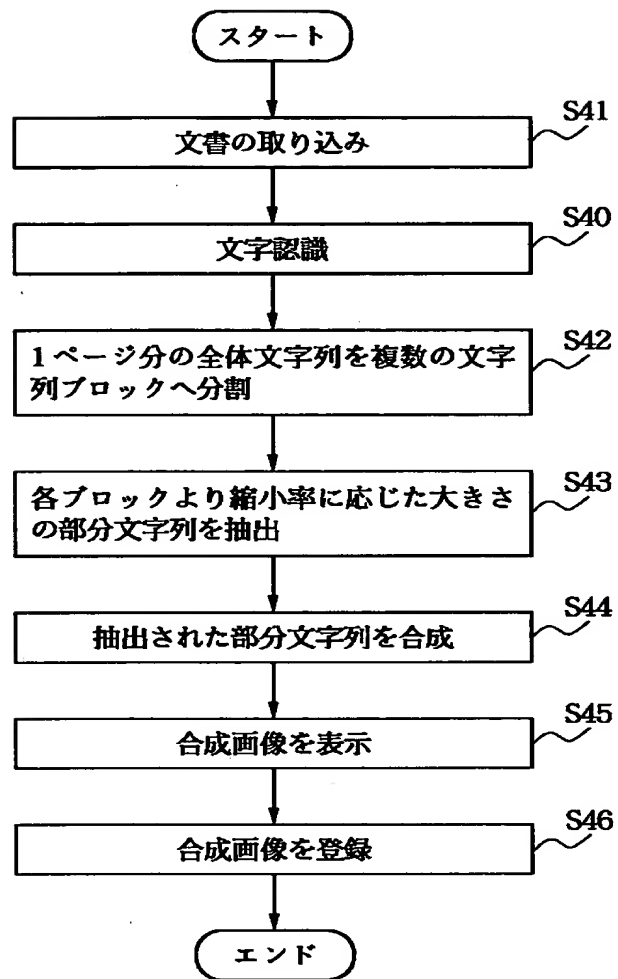 スタート
S41
文書の取り込み
S40
文字認識
S42
1ページ分の全体文字列を複数の文字
列ブロックへ分割
S43
各ブロックより縮小率に応じた大きさ
の部分文字列を抽出
S44
抽出された部分文字列を合成
S45
合成画像を表示
S46
合成画像を登録
エンド